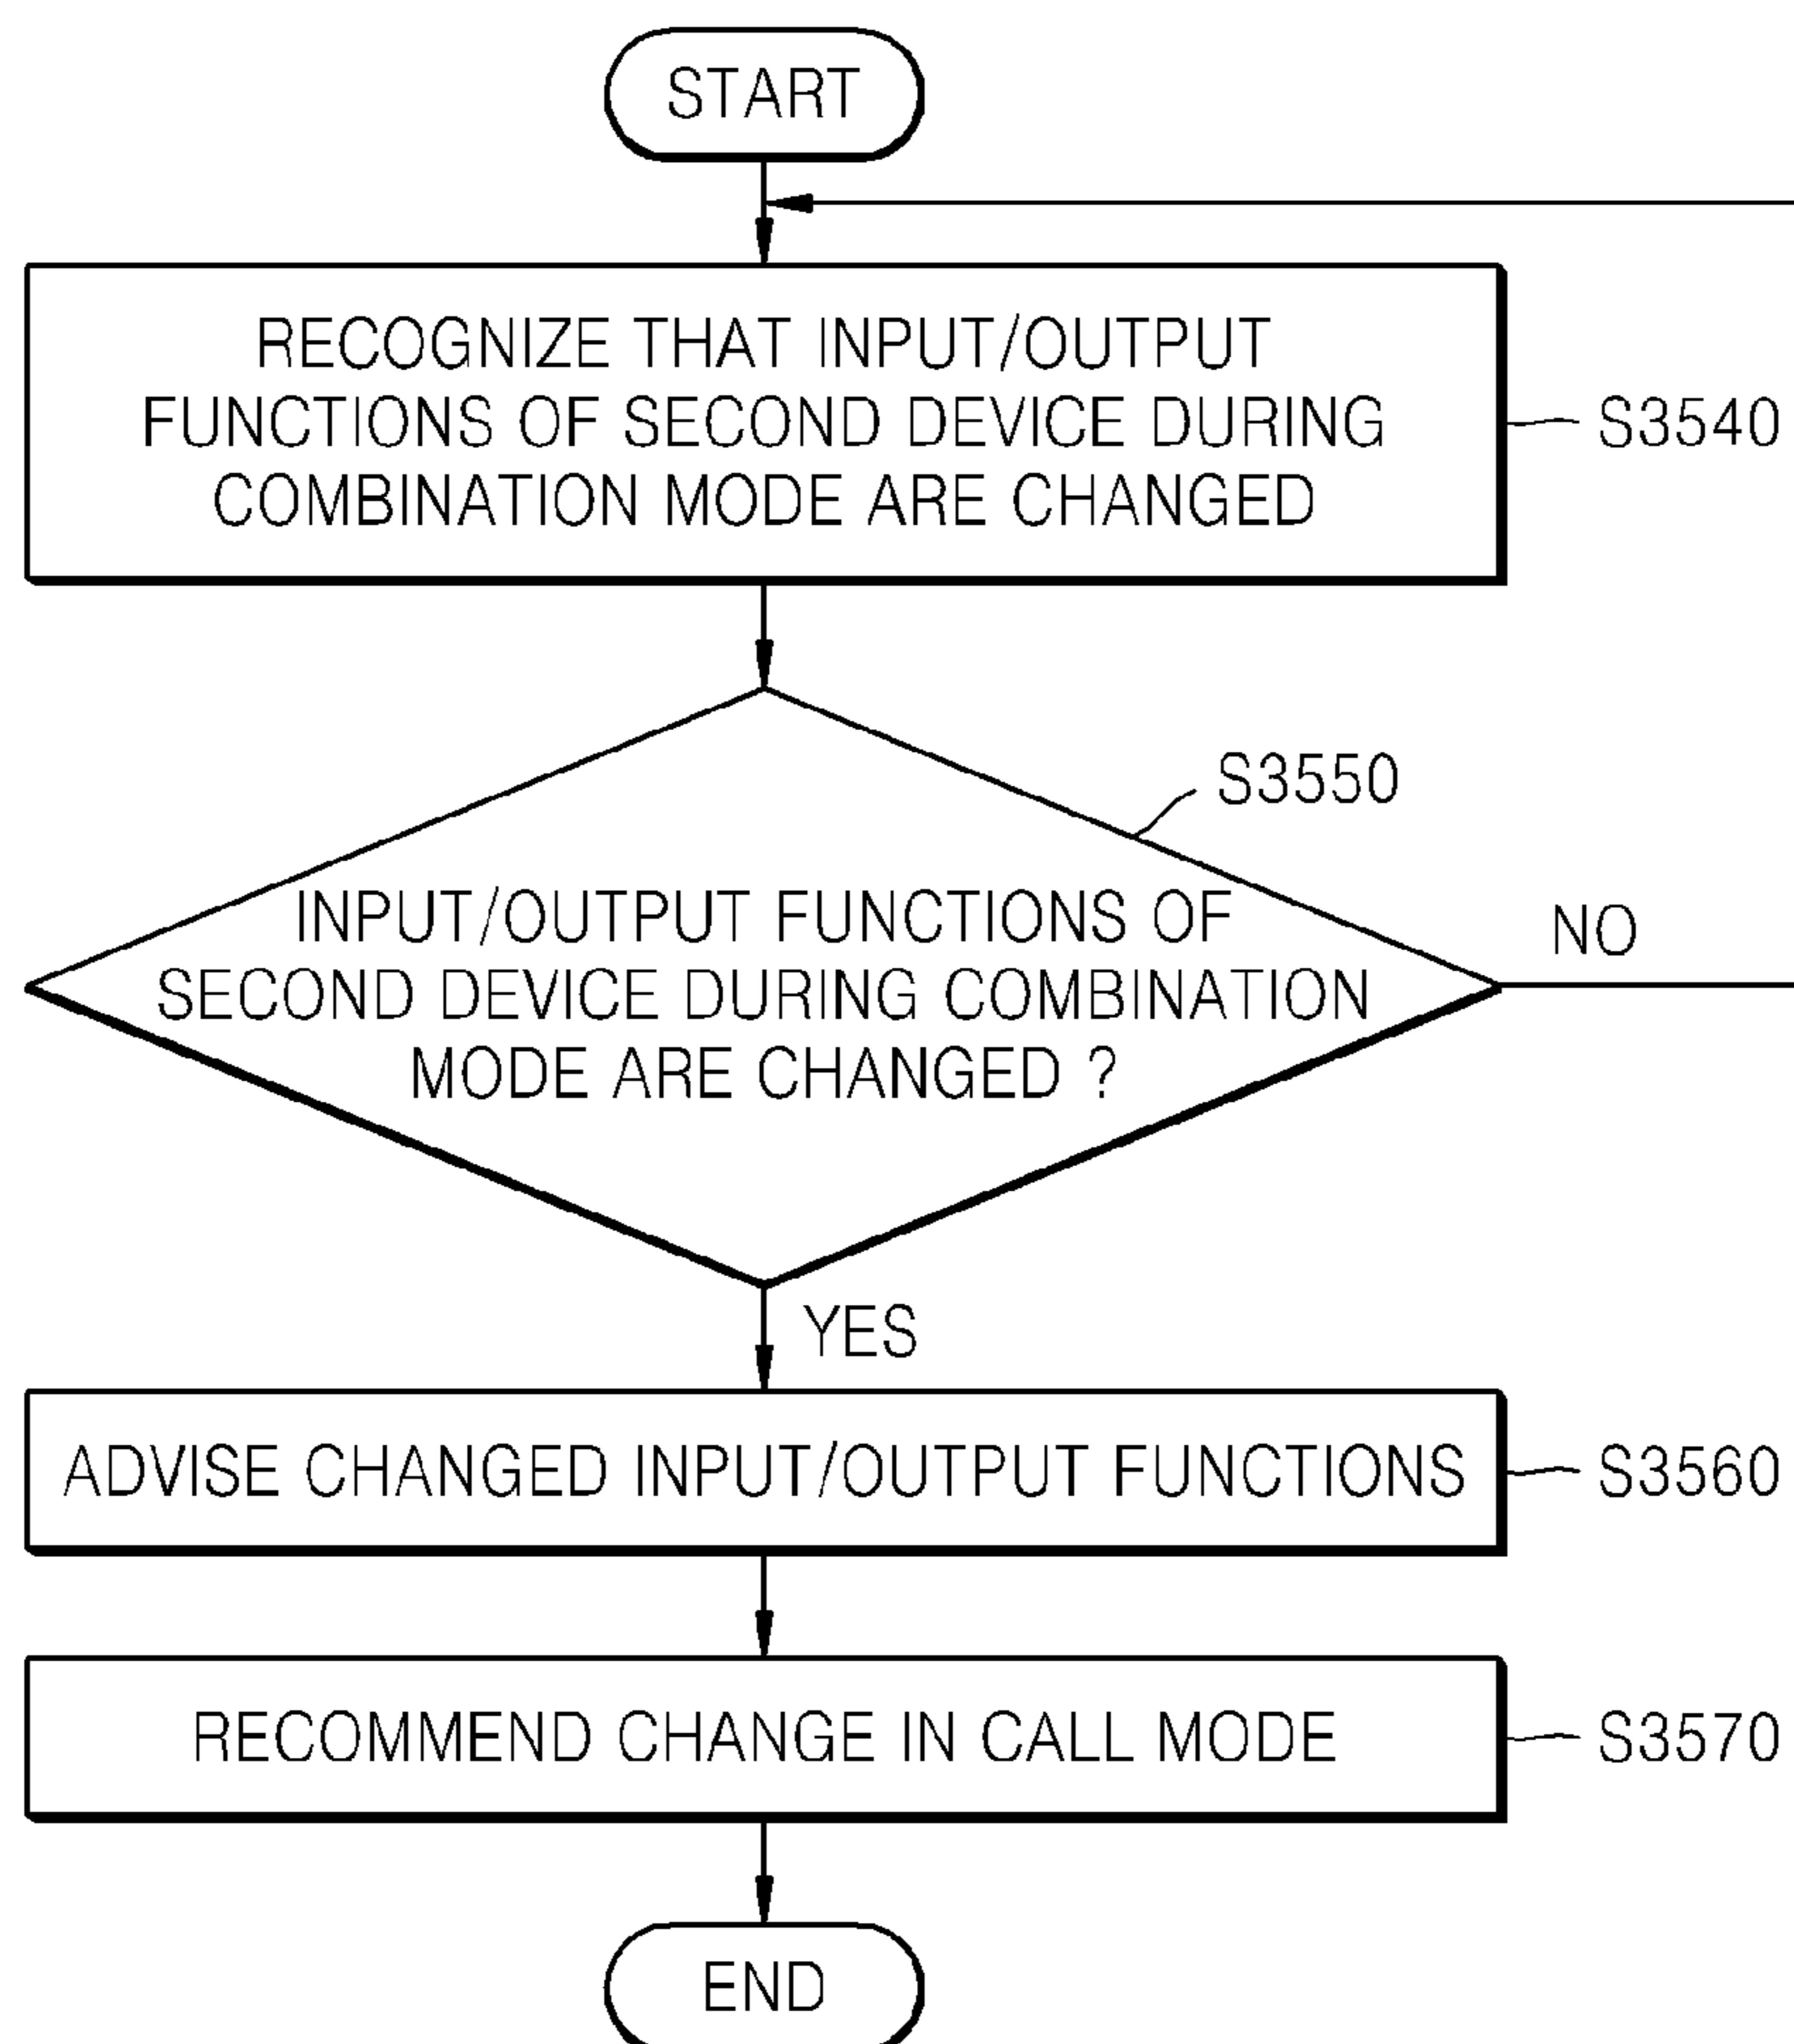 START
RECOGNIZE THAT INPUT/OUTPUT
FUNCTIONS OF SECOND DEVICE DURING
COMBINATION MODE ARE CHANGED
S3540
S3550
INPUT/OUTPUT FUNCTIONS OF
SECOND DEVICE DURING COMBINATION
MODE ARE CHANGED ?
NO
YES
ADVISE CHANGED INPUT/OUTPUT FUNCTIONS
S3560
RECOMMEND CHANGE IN CALL MODE
S3570
END